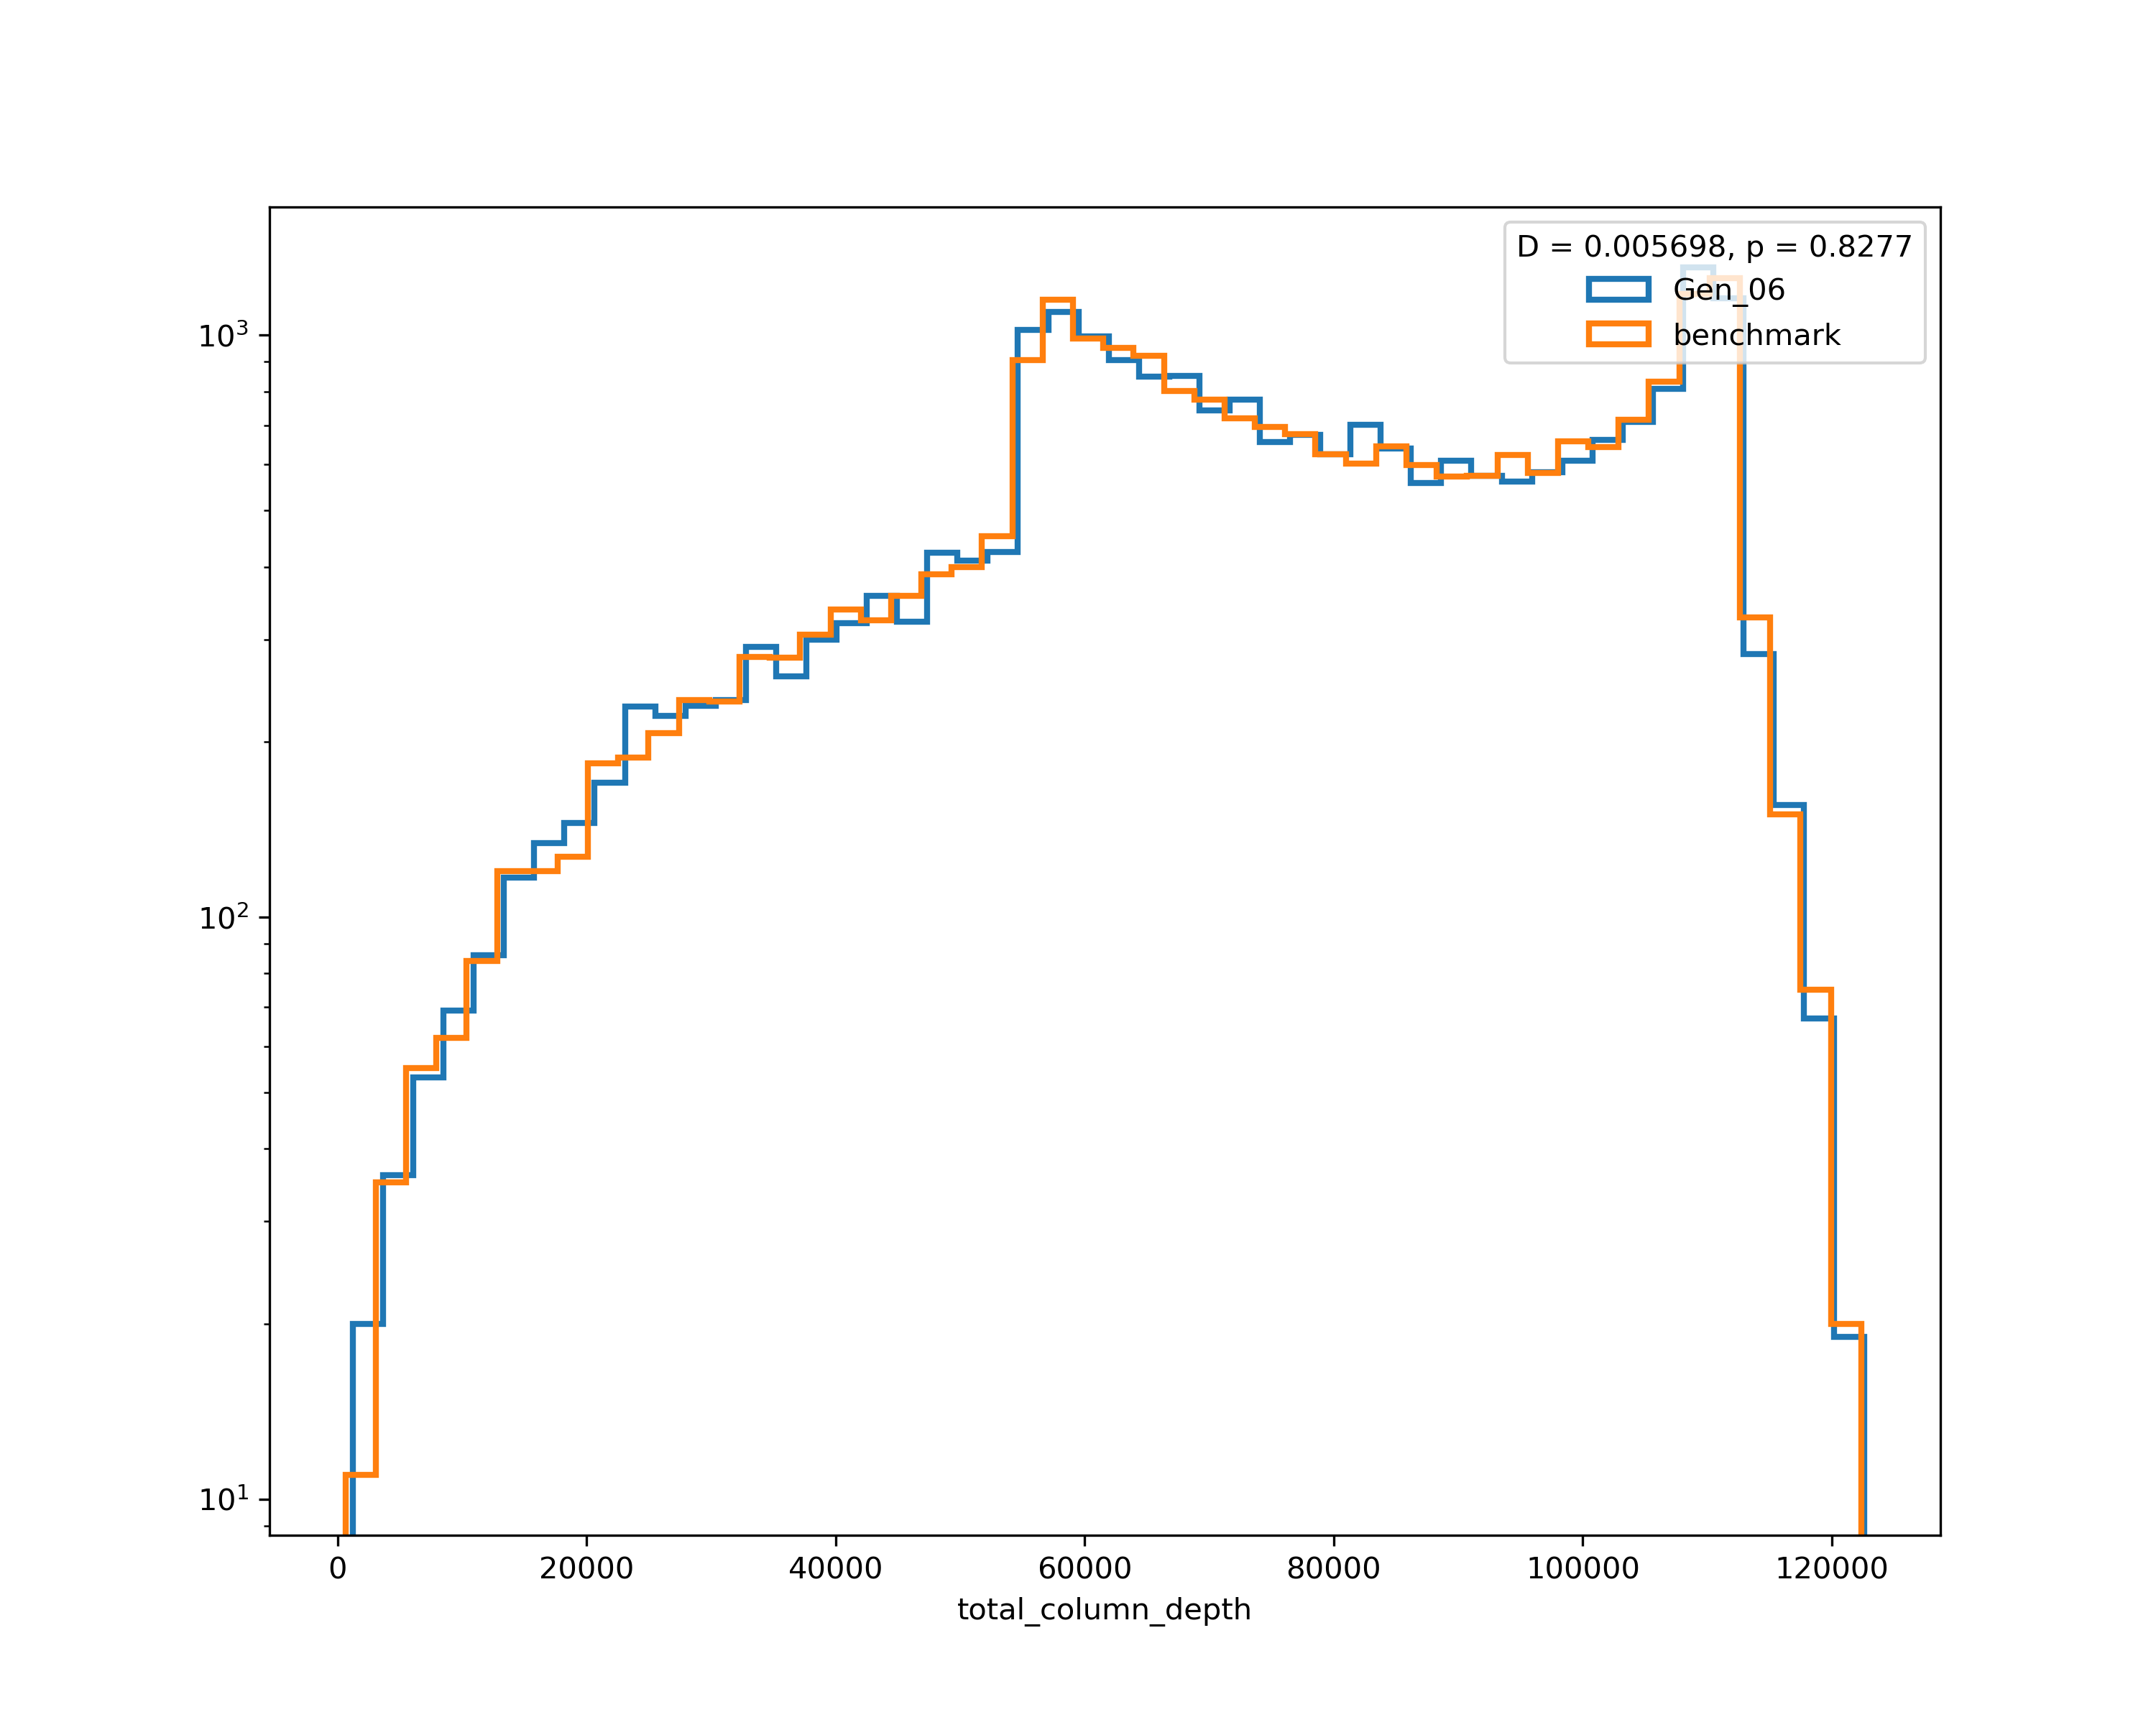 D = 0.005698, p = 0.8277
Gen_06
benchmark
10³
10²
10¹
0 20000 40000 60000 80000 100000 120000
total_column_depth